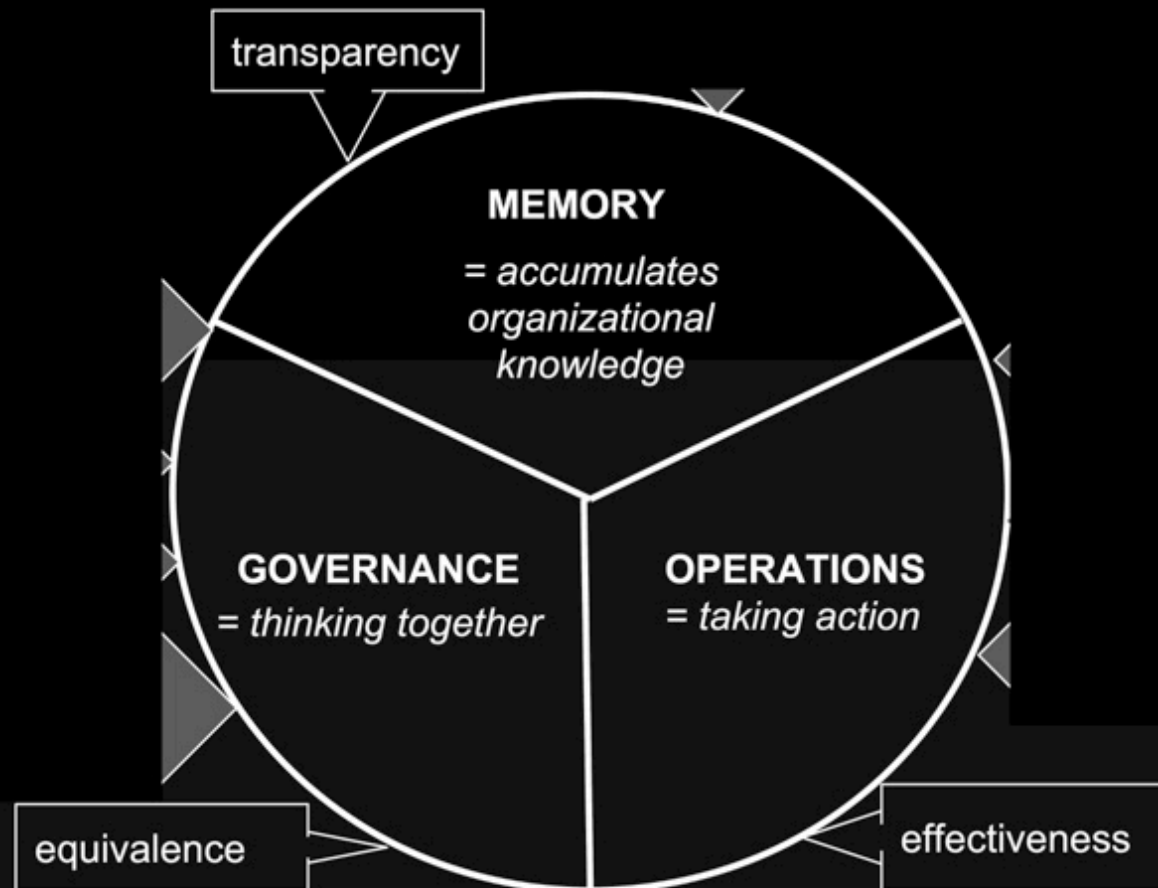 transparency
MEMORY
= accumulates
organizational
knowledge
GOVERNANCE
= thinking together
OPERATIONS
= taking action
equivalence
effectiveness